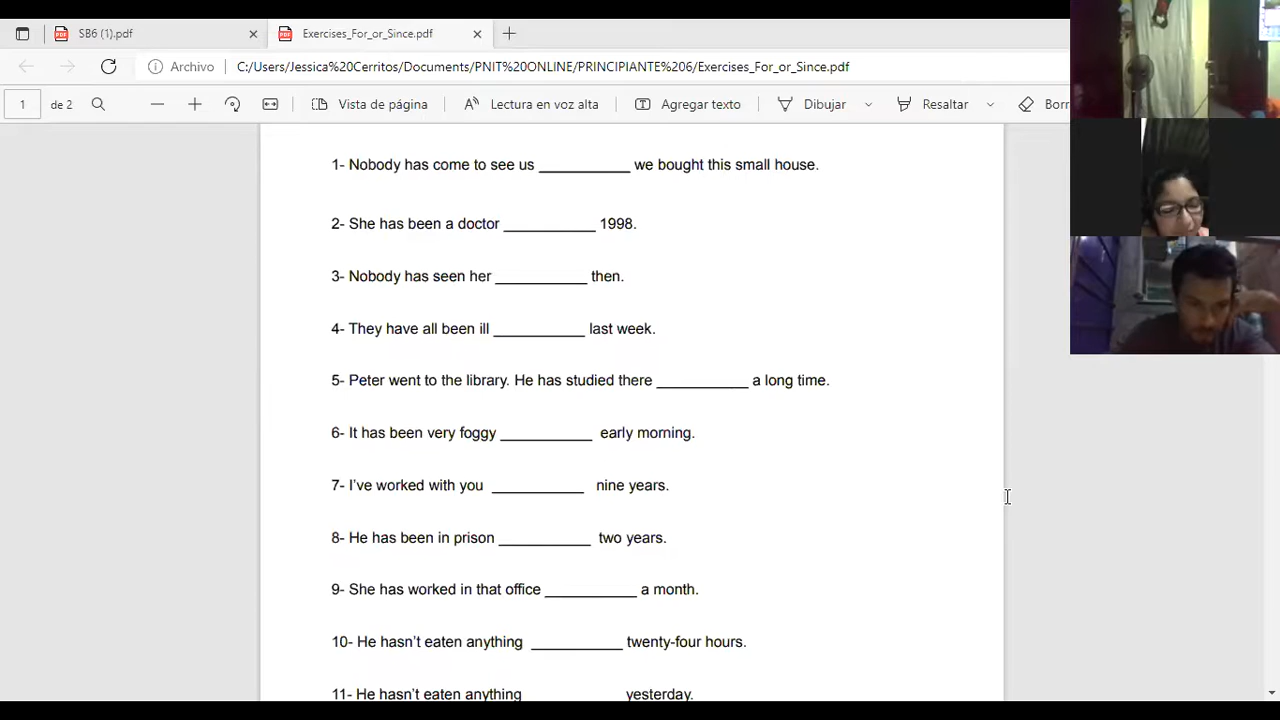 SB6 (1).pdf
Exercises_For_or_Since.pdf
Archivo C:/Users/Jessica%20Cerritos/Documents/PNIT%20ONLINE/PRINCIPIANTE%206/Exercises_For_or_Since.pdf
1 de 2 Vista de página Lectura en voz alta Agregar texto Dibujar Resaltar Borr
1- Nobody has come to see us ___________ we bought this small house.
2- She has been a doctor ___________ 1998.
3- Nobody has seen her ___________ then.
4- They have all been ill ___________ last week.
5- Peter went to the library. He has studied there ___________ a long time.
6- It has been very foggy ___________ early morning.
7- I've worked with you ___________ nine years.
8- He has been in prison ___________ two years.
9- She has worked in that office ___________ a month.
10- He hasn't eaten anything ___________ twenty-four hours.
11- He hasn't eaten anything ___________ yesterday.